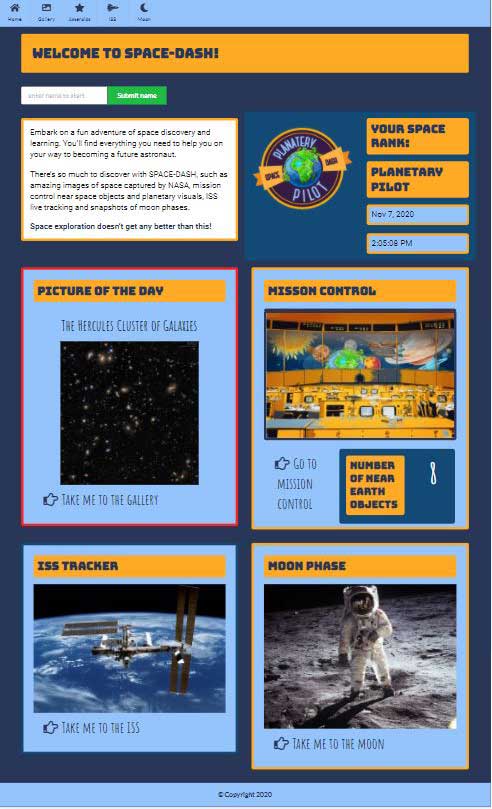 Home Gallery Asteroids ISS Moon
WELCOME TO SPACE-DASH!
enter name to start Submit name
Embark on a fun adventure of space discovery and
learning. You'll find everything you need to help you on
your way to becoming a future astronaut.
There's so much to discover with SPACE-DASH, such as
amazing images of space captured by NASA, mission
control near space objects and planetary visuals, ISS
live tracking and snapshots of moon phases.
Space exploration doesn't get any better than this!
PLANATERY
SPACE DASH
PILOT
YOUR SPACE
RANK:
PLANETARY
PILOT
Nov 7, 2020
2:05:08 PM
PICTURE OF THE DAY
The Hercules Cluster of Galaxies
Take me to the gallery
MISSON CONTROL
Go to
mission
control
NUMBER
OF NEAR
EARTH
OBJECTS
8
ISS TRACKER
Take me to the ISS
MOON PHASE
Take me to the moon
© Copyright 2020